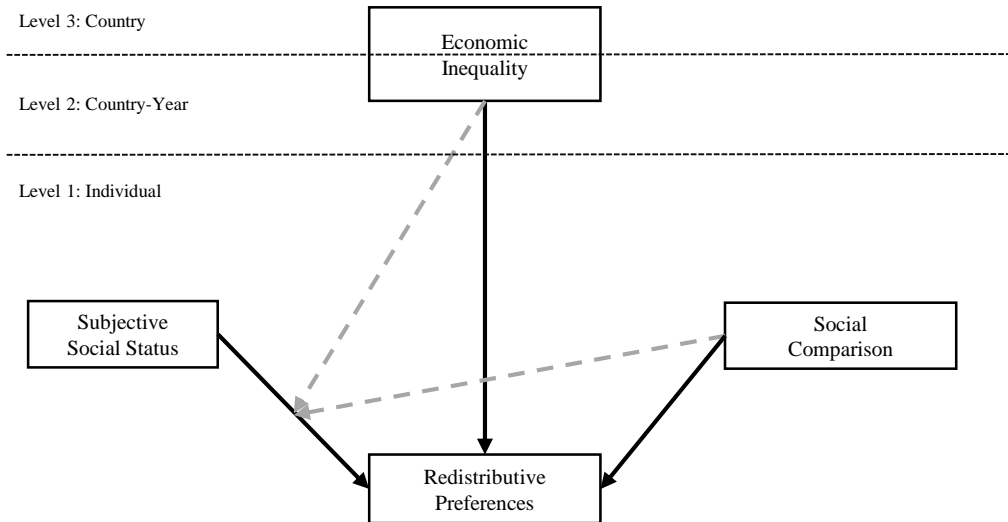 Level 3: Country
Economic
Inequality
Level 2: Country-Year
Level 1: Individual
Subjective
Social Status
Social
Comparison
Redistributive
Preferences